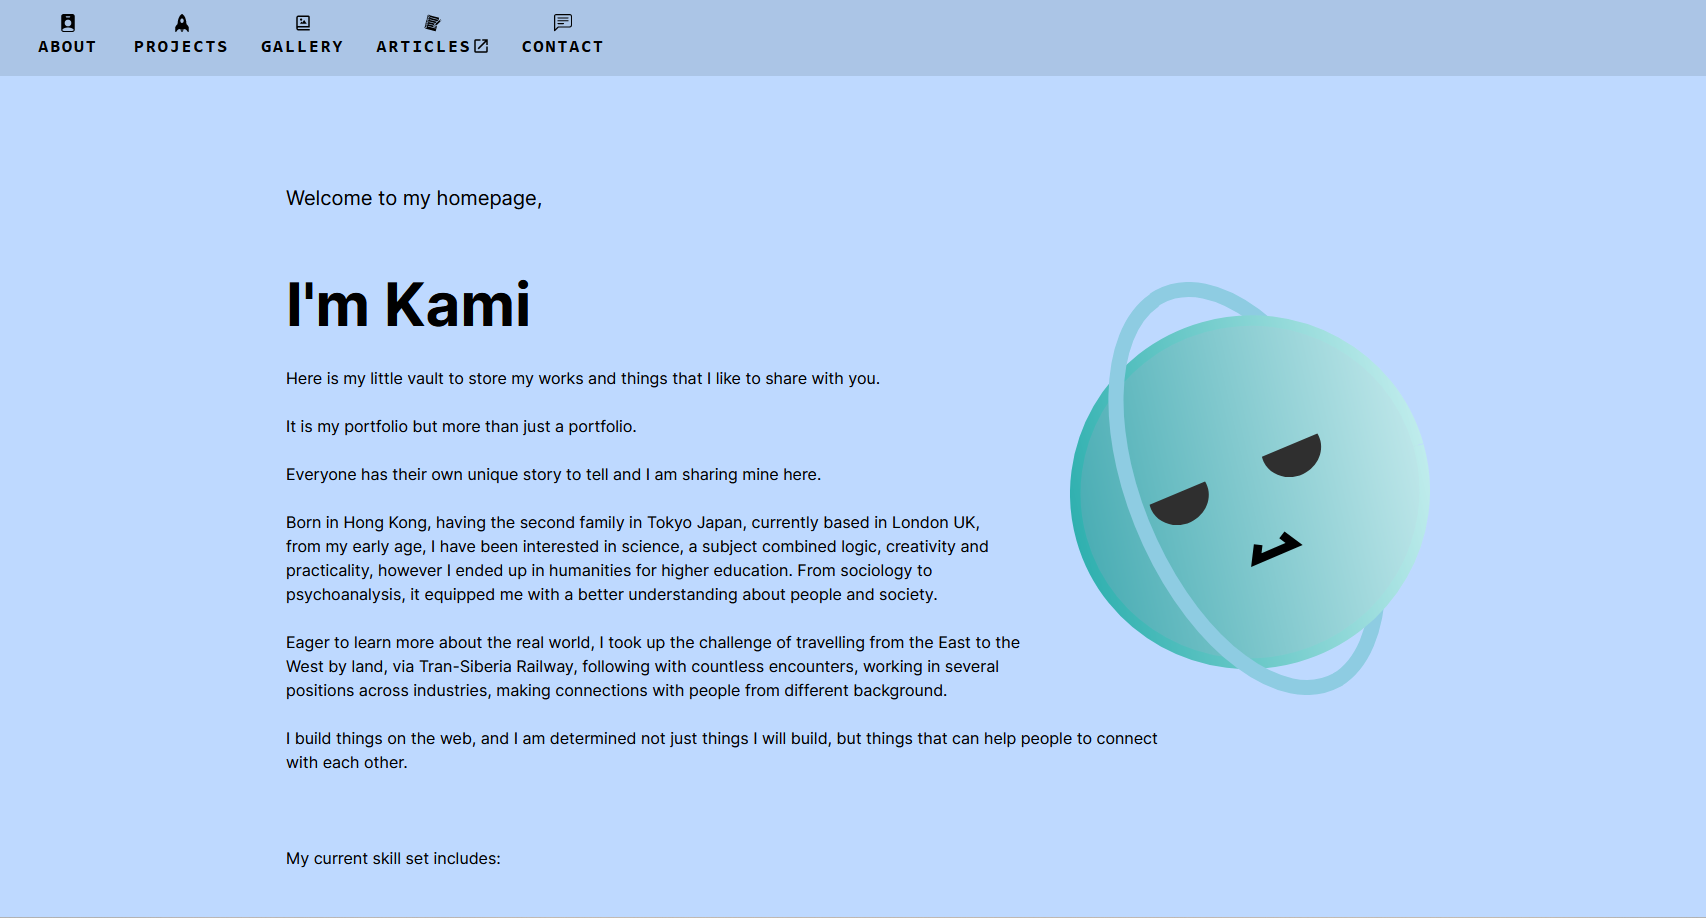 ABOUT PROJECTS GALLERY ARTICLES CONTACT
Welcome to my homepage,
I'm Kami
Here is my little vault to store my works and things that I like to share with you.
It is my portfolio but more than just a portfolio.
Everyone has their own unique story to tell and I am sharing mine here.
Born in Hong Kong, having the second family in Tokyo Japan, currently based in London UK,
from my early age, I have been interested in science, a subject combined logic, creativity and
practicality, however I ended up in humanities for higher education. From sociology to
psychoanalysis, it equipped me with a better understanding about people and society.
Eager to learn more about the real world, I took up the challenge of travelling from the East to the
West by land, via Tran-Siberia Railway, following with countless encounters, working in several
positions across industries, making connections with people from different background.
I build things on the web, and I am determined not just things I will build, but things that can help people to connect
with each other.
My current skill set includes: